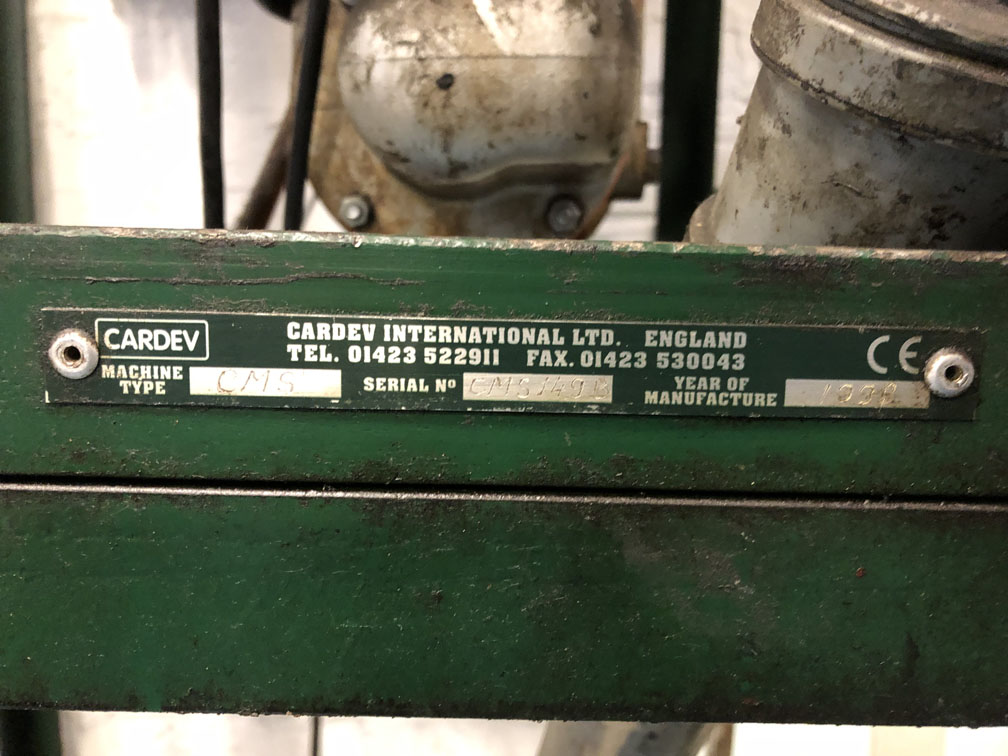 CARDEV
CARDEV INTERNATIONAL LTD. ENGLAND
TEL. 01423 522911 FAX. 01423 530043
CE
MACHINE TYPE CMS
SERIAL Nº
YEAR OF MANUFACTURE